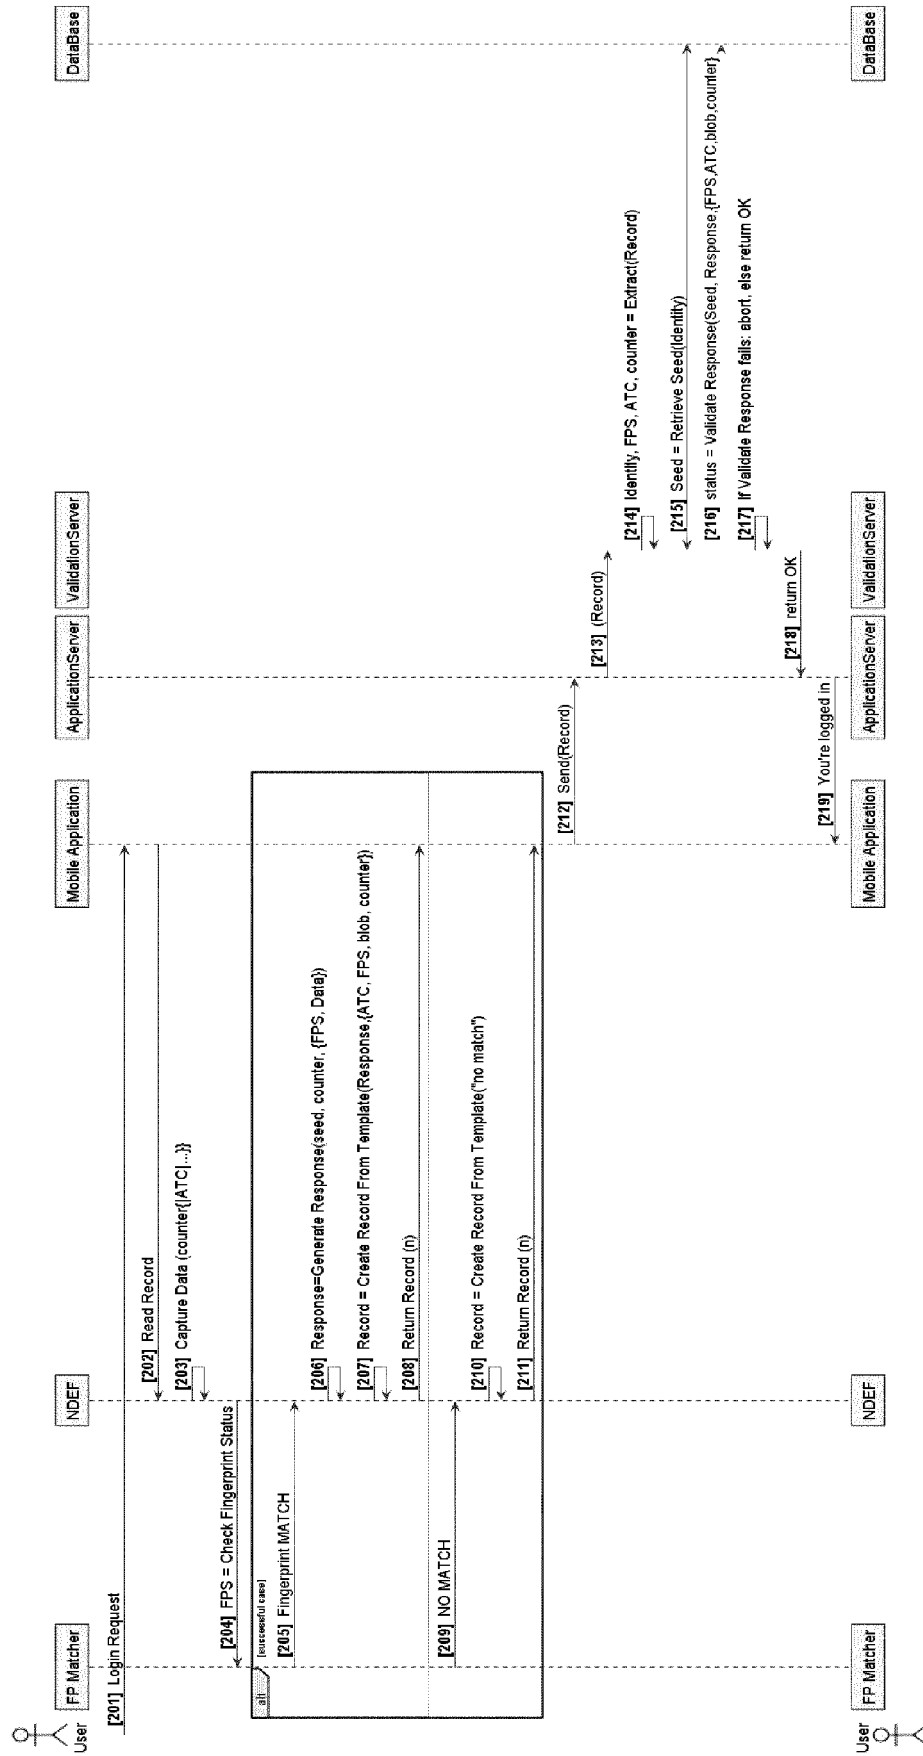 User
FP Matcher
NDEF
Mobile Application
ApplicationServer
ValidationServer
DataBase
[201] Login Request
[202] Read Record
[203] Capture Data (counter{|ATC|...}}
[204] FPS = Check Fingerprint Status
alt
[successful case]
[205] Fingerprint MATCH
[206] Response=Generate Response(seed, counter, {FPS, Data})
[207] Record = Create Record From Template(Response,{ATC, FPS, blob, counter})
[208] Return Record (n)
[209] NO MATCH
[210] Record = Create Record From Template("no match")
[211] Return Record (n)
[212] Send(Record)
[213] (Record)
[214] Identity, FPS, ATC, counter = Extract(Record)
[215] Seed = Retrieve Seed(Identity)
[216] status = Validate Response(Seed, Response,{FPS,ATC,blob,counter}
[217] If Validate Response fails: abort, else return OK
[218] return OK
[219] You're logged in
User
FP Matcher
NDEF
Mobile Application
ApplicationServer
ValidationServer
DataBase